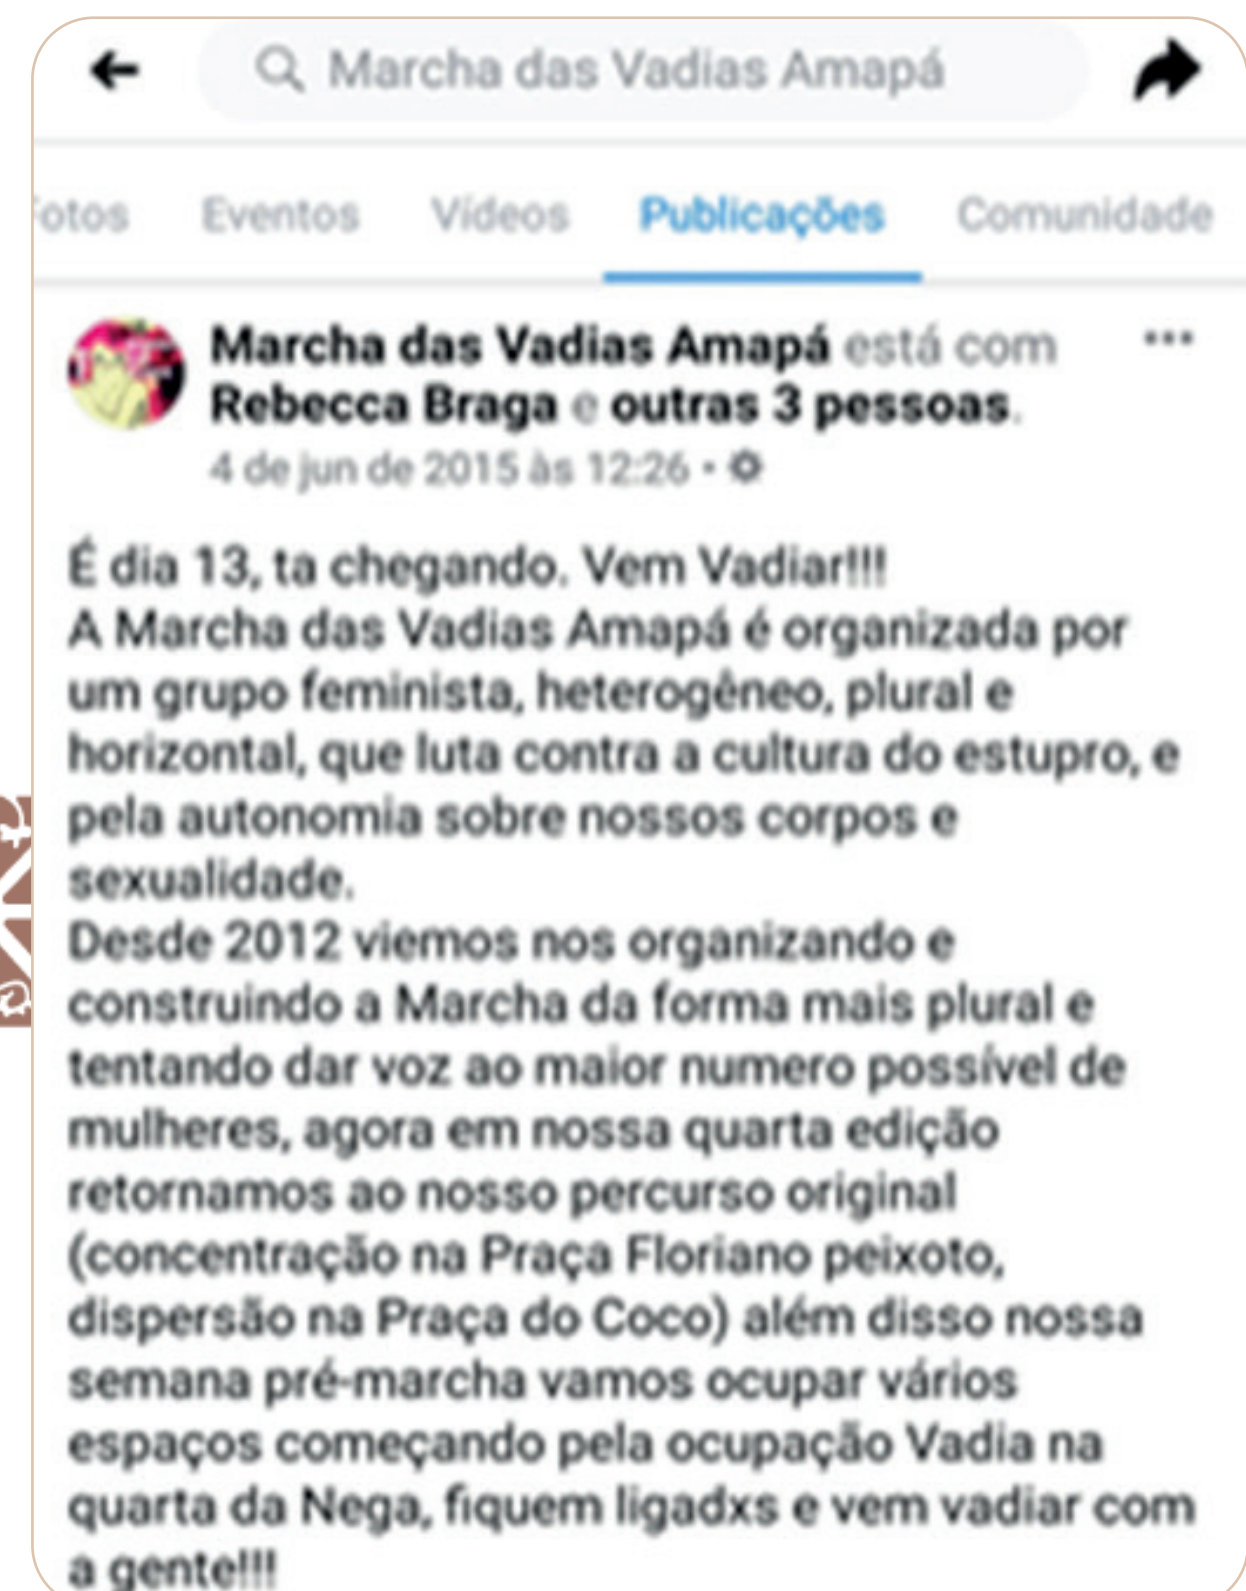 Marcha das Vadias Amapá
Fotos Eventos Vídeos Publicações Comunidade
Marcha das Vadias Amapá está com
Rebecca Braga e outras 3 pessoas.
4 de jun de 2015 às 12:26 •
É dia 13, ta chegando. Vem Vadiar!!!
A Marcha das Vadias Amapá é organizada por
um grupo feminista, heterogêneo, plural e
horizontal, que luta contra a cultura do estupro, e
pela autonomia sobre nossos corpos e
sexualidade.
Desde 2012 viemos nos organizando e
construindo a Marcha da forma mais plural e
tentando dar voz ao maior numero possível de
mulheres, agora em nossa quarta edição
retornamos ao nosso percurso original
(concentração na Praça Floriano peixoto,
dispersão na Praça do Coco) além disso nossa
semana pré-marcha vamos ocupar vários
espaços começando pela ocupação Vadia na
quarta da Nega, fiquem ligadxs e vem vadiar com
a gente!!!